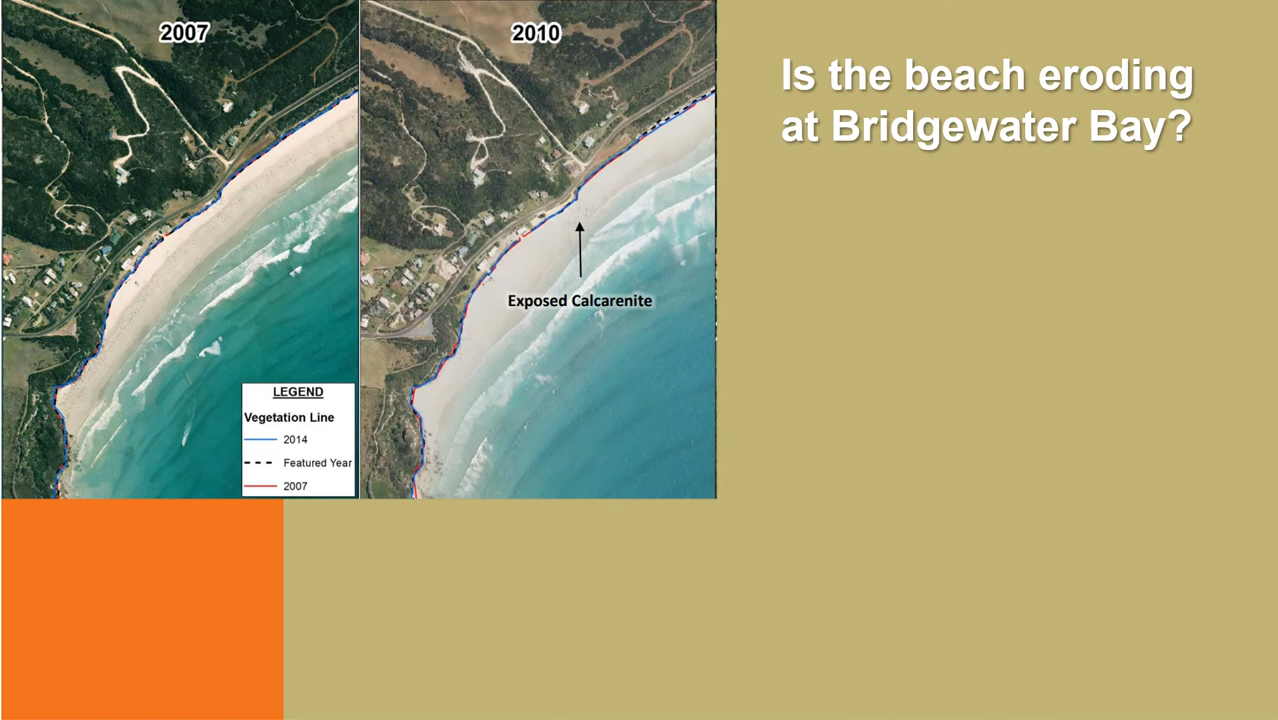 2007
2010
Is the beach eroding
at Bridgewater Bay?
Exposed Calcarenite
LEGEND
Vegetation Line
2014
Featured Year
2007